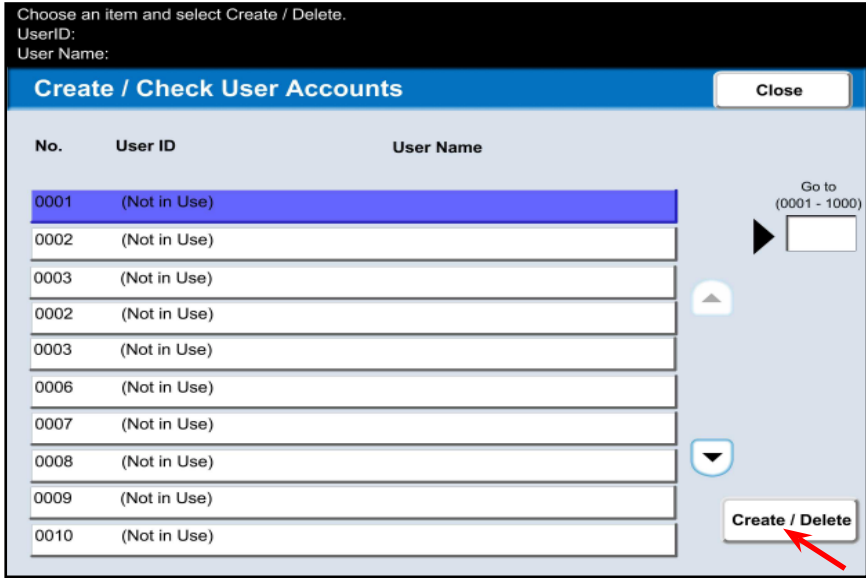 Choose an item and select Create / Delete.
UserID:
User Name:
Create / Check User Accounts
Close
No. User ID User Name
Go to
(0001 - 1000)
0001 (Not in Use)
0002 (Not in Use)
0003 (Not in Use)
0002 (Not in Use)
0003 (Not in Use)
0006 (Not in Use)
0007 (Not in Use)
0008 (Not in Use)
0009 (Not in Use)
0010 (Not in Use)
Create / Delete